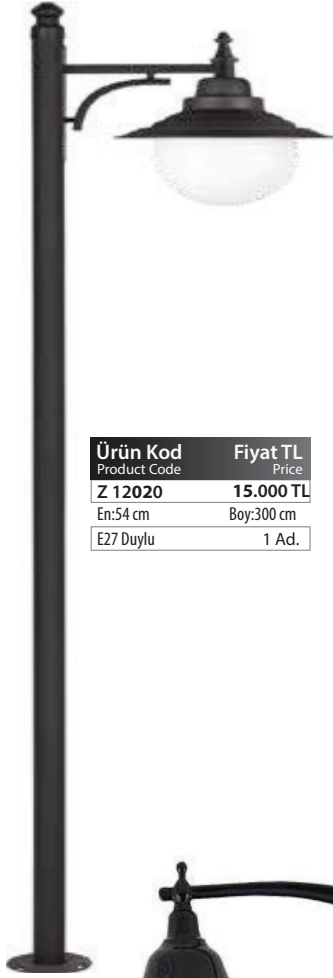 Ürün Kod Fiyat TL
Product Code Price
Z 12020 15.000 TL
En:54 cm Boy:300 cm
E27 Duylu 1 Ad.